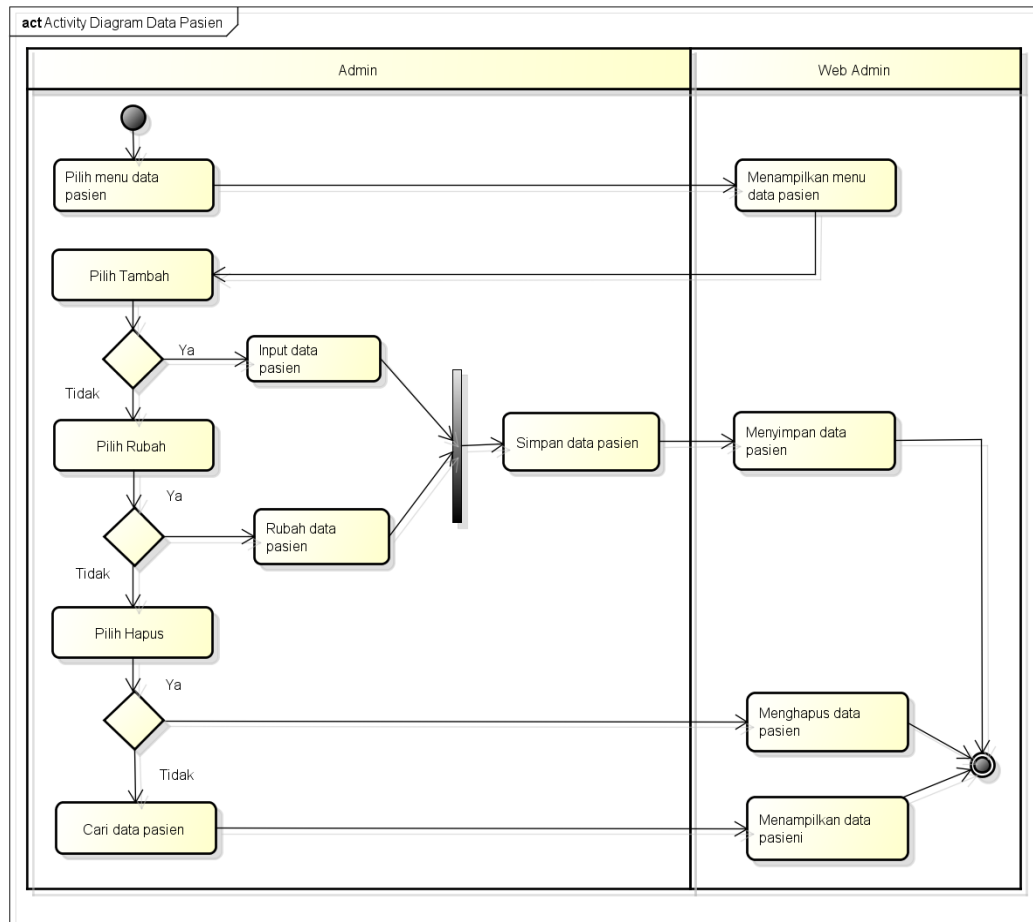 act Activity Diagram Data Pasien
Admin
Web Admin
Pilih menu data
pasien
Menampilkan menu
data pasien
Pilih Tambah
Ya
Input data
pasien
Tidak
Pilih Rubah
Simpan data pasien
Menyimpan data
pasien
Ya
Rubah data
pasien
Tidak
Pilih Hapus
Ya
Menghapus data
pasien
Tidak
Cari data pasien
Menampilkan data
pasieni